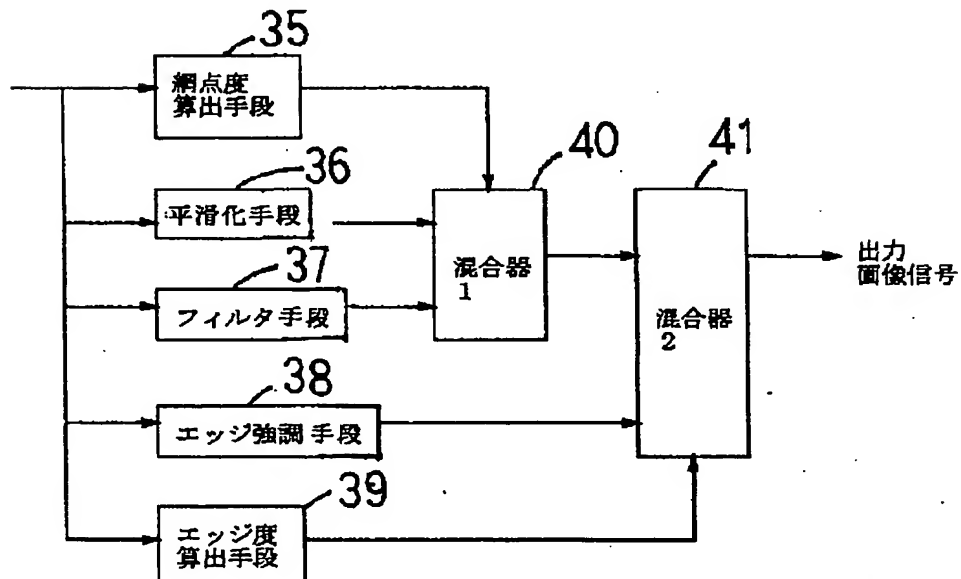 35
網点度
算出手段
36
平滑化手段
37
フィルタ手段
38
エッジ強調手段
39
エッジ度
算出手段
40
混合器
1
41
混合器
2
出力
画像信号